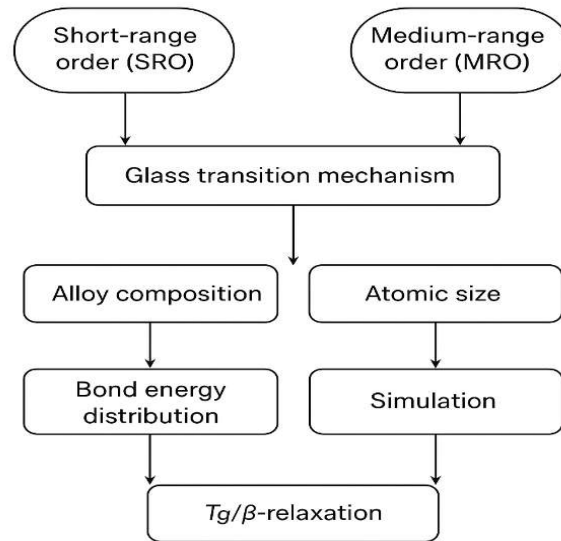 Short-range
order (SRO)
Medium-range
order (MRO)
Glass transition mechanism
Alloy composition
Atomic size
Bond energy
distribution
Simulation
Tg/β-relaxation